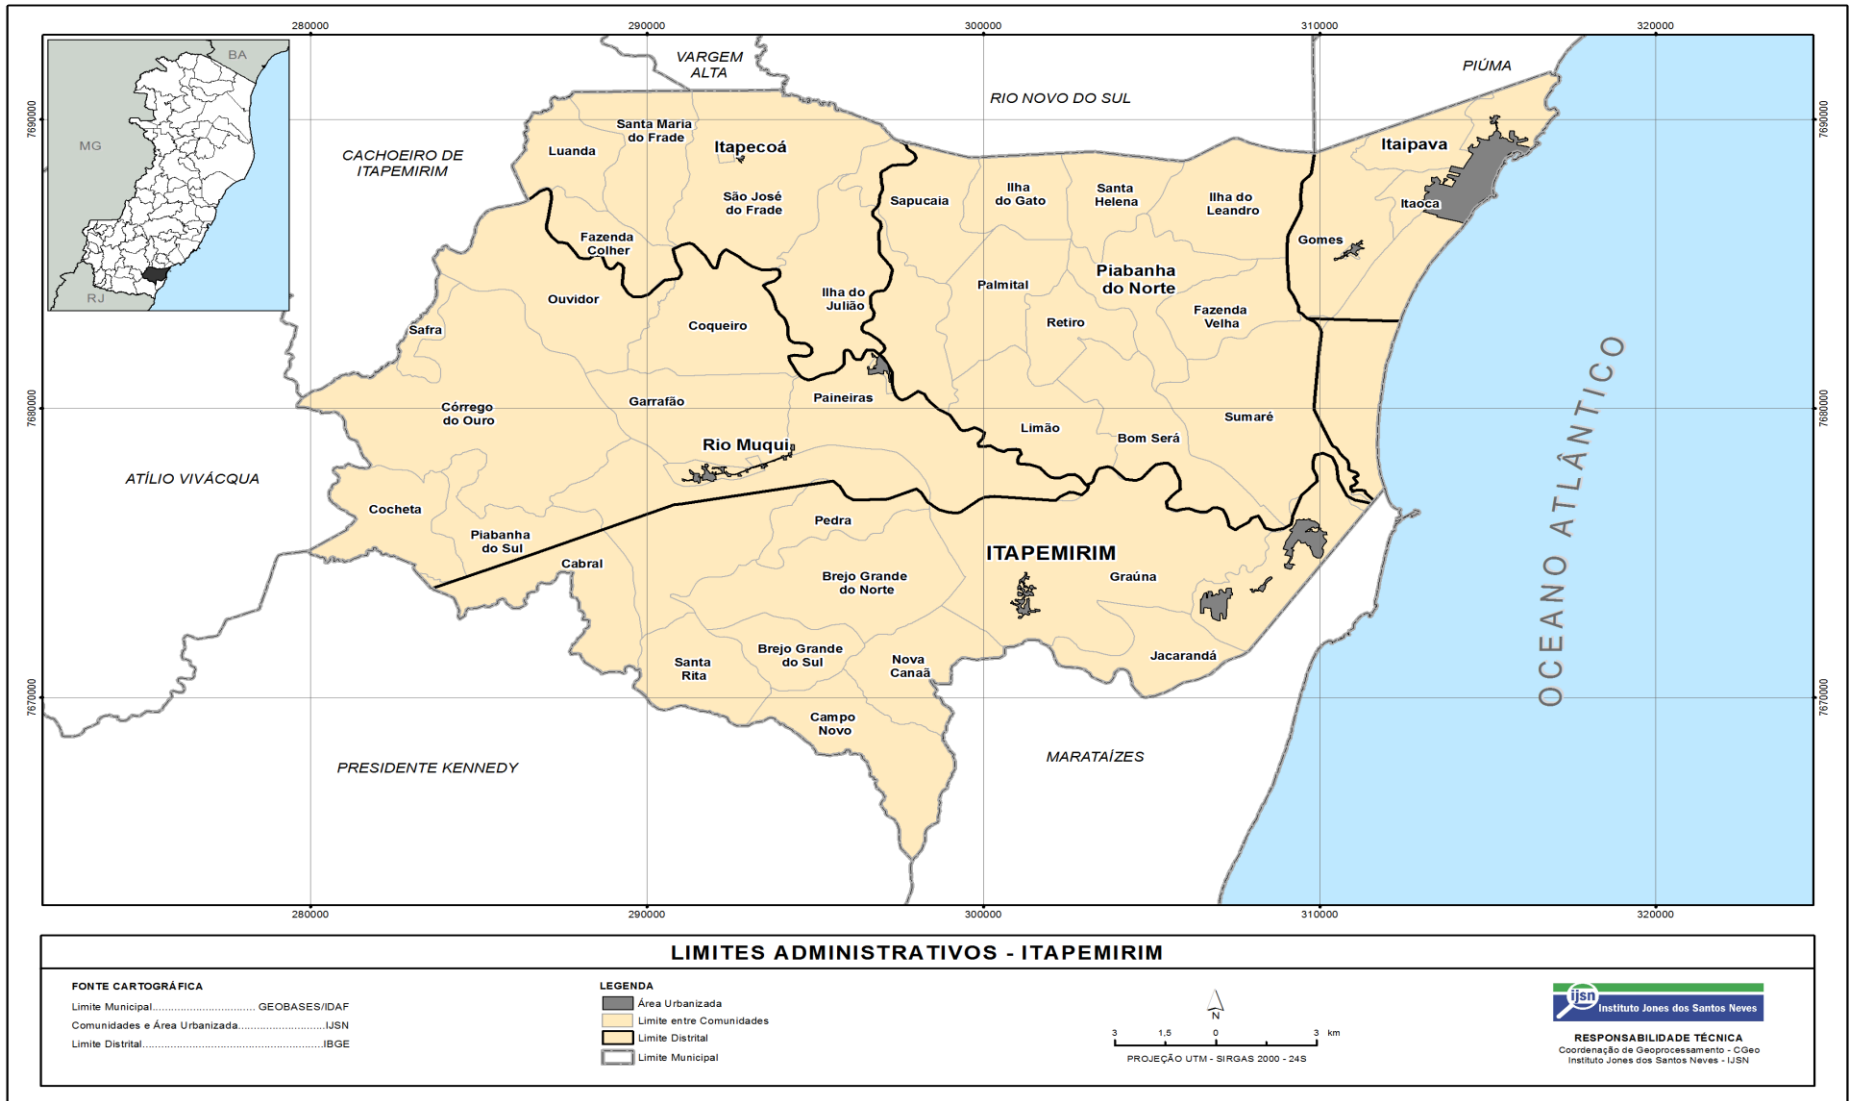 280000
290000
300000
310000
320000
BA
MG
RJ
VARGEM
ALTA
PIÚMA
RIO NOVO DO SUL
7690000
7690000
CACHOEIRO DE
ITAPEMIRIM
Santa Maria
do Frade
Luanda
Itapecoá
Itaipava
São José
do Frade
Sapucaia
Ilha
do Gato
Santa
Helena
Ilha do
Leandro
Itaoca
Fazenda
Colher
Gomes
Piabanha
do Norte
Ouvidor
Ilha do
Julião
Palmital
Safra
Coqueiro
Retiro
Fazenda
Velha
OCEANO ATLÂNTICO
7680000
7680000
Córrego
do Ouro
Garrafão
Paineiras
Limão
Bom Será
Sumaré
Rio Muqui
ATÍLIO VIVÁCQUA
Cocheta
Piabanha
do Sul
Pedra
Cabral
ITAPEMIRIM
Brejo Grande
do Norte
Graúna
Santa
Rita
Brejo Grande
do Sul
Nova
Canaã
Jacarandá
7670000
7670000
Campo
Novo
PRESIDENTE KENNEDY
MARATAÍZES
280000
290000
300000
310000
320000
LIMITES ADMINISTRATIVOS - ITAPEMIRIM
FONTE CARTOGRÁFICA
Limite Municipal............................ GEOBASES/IDAF
Comunidades e Área Urbanizada........................IJSN
Limite Distrital..................................................IBGE
LEGENDA
Área Urbanizada
Limite entre Comunidades
Limite Distrital
Limite Municipal
N
3 1,5 0 3 km
PROJEÇÃO UTM - SIRGAS 2000 - 24S
ijsn
Instituto Jones dos Santos Neves
RESPONSABILIDADE TÉCNICA
Coordenação de Geoprocessamento - CGeo
Instituto Jones dos Santos Neves - IJSN